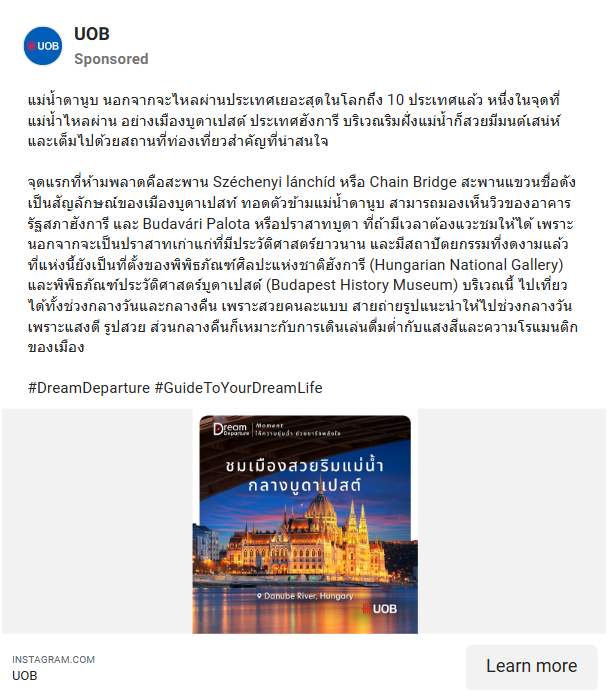 UOB
UOB
Sponsored
แม่น้ำดานูบ นอกจากจะไหลผ่านประเทศเยอะสุดในโลกถึง 10 ประเทศแล้ว หนึ่งในจุดที่
แม่น้ำไหลผ่าน อย่างเมืองบูดาเปสต์ ประเทศฮังการี บริเวณริมฝั่งแม่น้ำก็สวยมีมนต์เสน่ห์
และเต็มไปด้วยสถานที่ท่องเที่ยวสำคัญที่น่าสนใจ
จุดแรกที่ห้ามพลาดคือสะพาน Széchenyi lánchíd หรือ Chain Bridge สะพานแขวนชื่อดัง
เป็นสัญลักษณ์ของเมืองบูดาเปสท์ ทอดตัวข้ามแม่น้ำดานูบ สามารถมองเห็นวิวของอาคาร
รัฐสภาฮังการี และ Budavári Palota หรือปราสาทบูดา ที่ถ้ามีเวลาต้องแวะชมให้ได้ เพราะ
นอกจากจะเป็นปราสาทเก่าแก่ที่มีประวัติศาสตร์ยาวนาน และมีสถาปัตยกรรมที่งดงามแล้ว
ที่แห่งนี้ยังเป็นที่ตั้งของพิพิธภัณฑ์ศิลปะแห่งชาติฮังการี (Hungarian National Gallery)
และพิพิธภัณฑ์ประวัติศาสตร์บูดาเปสต์ (Budapest History Museum) บริเวณนี้ ไปเที่ยว
ได้ทั้งช่วงกลางวันและกลางคืน เพราะสวยคนละแบบ สายถ่ายรูปแนะนำให้ไปช่วงกลางวัน
เพราะแสงดี รูปสวย ส่วนกลางคืนก็เหมาะกับการเดินเล่นดื่มด่ำกับแสงสีและความโรแมนติก
ของเมือง
#DreamDeparture #GuideToYourDreamLife
Dream Departure
Moment
ให้ความชุ่มฉ่ำ ช่วยชาร์จพลังใจ
ชมเมืองสวยริมแม่น้ำ
กลางบูดาเปสต์
Danube River, Hungary
UOB
INSTAGRAM.COM
UOB
Learn more